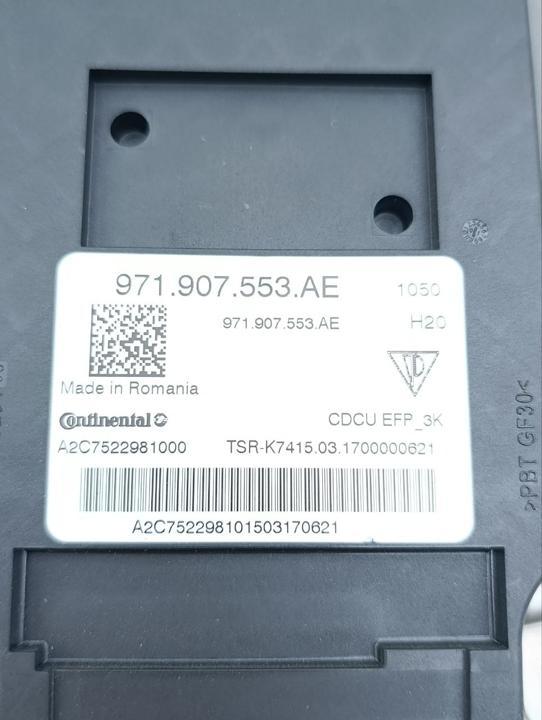 971.907.553.AE 1050
971.907.553.AE H20
Made in Romania
Continental CDCU EFP_3K
A2C7522981000 TSR-K7415.03.1700000621
A2C752298101503170621
>PBT GF30<